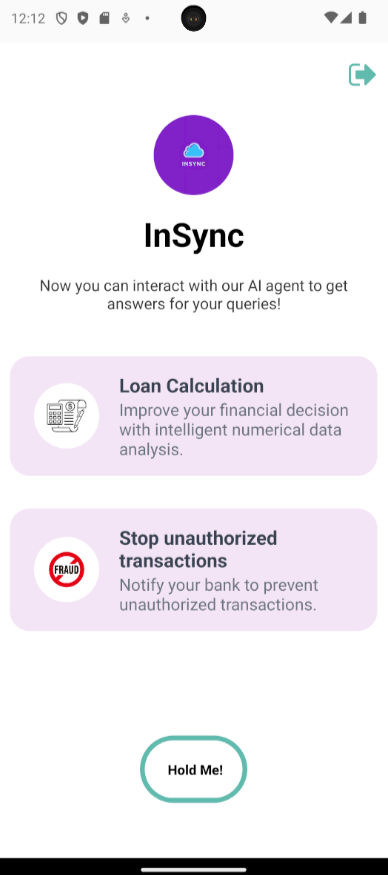 12:12
INSYNC
InSync
Now you can interact with our AI agent to get
answers for your queries!
Loan Calculation
Improve your financial decision
with intelligent numerical data
analysis.
FRAUD
Stop unauthorized
transactions
Notify your bank to prevent
unauthorized transactions.
Hold Me!